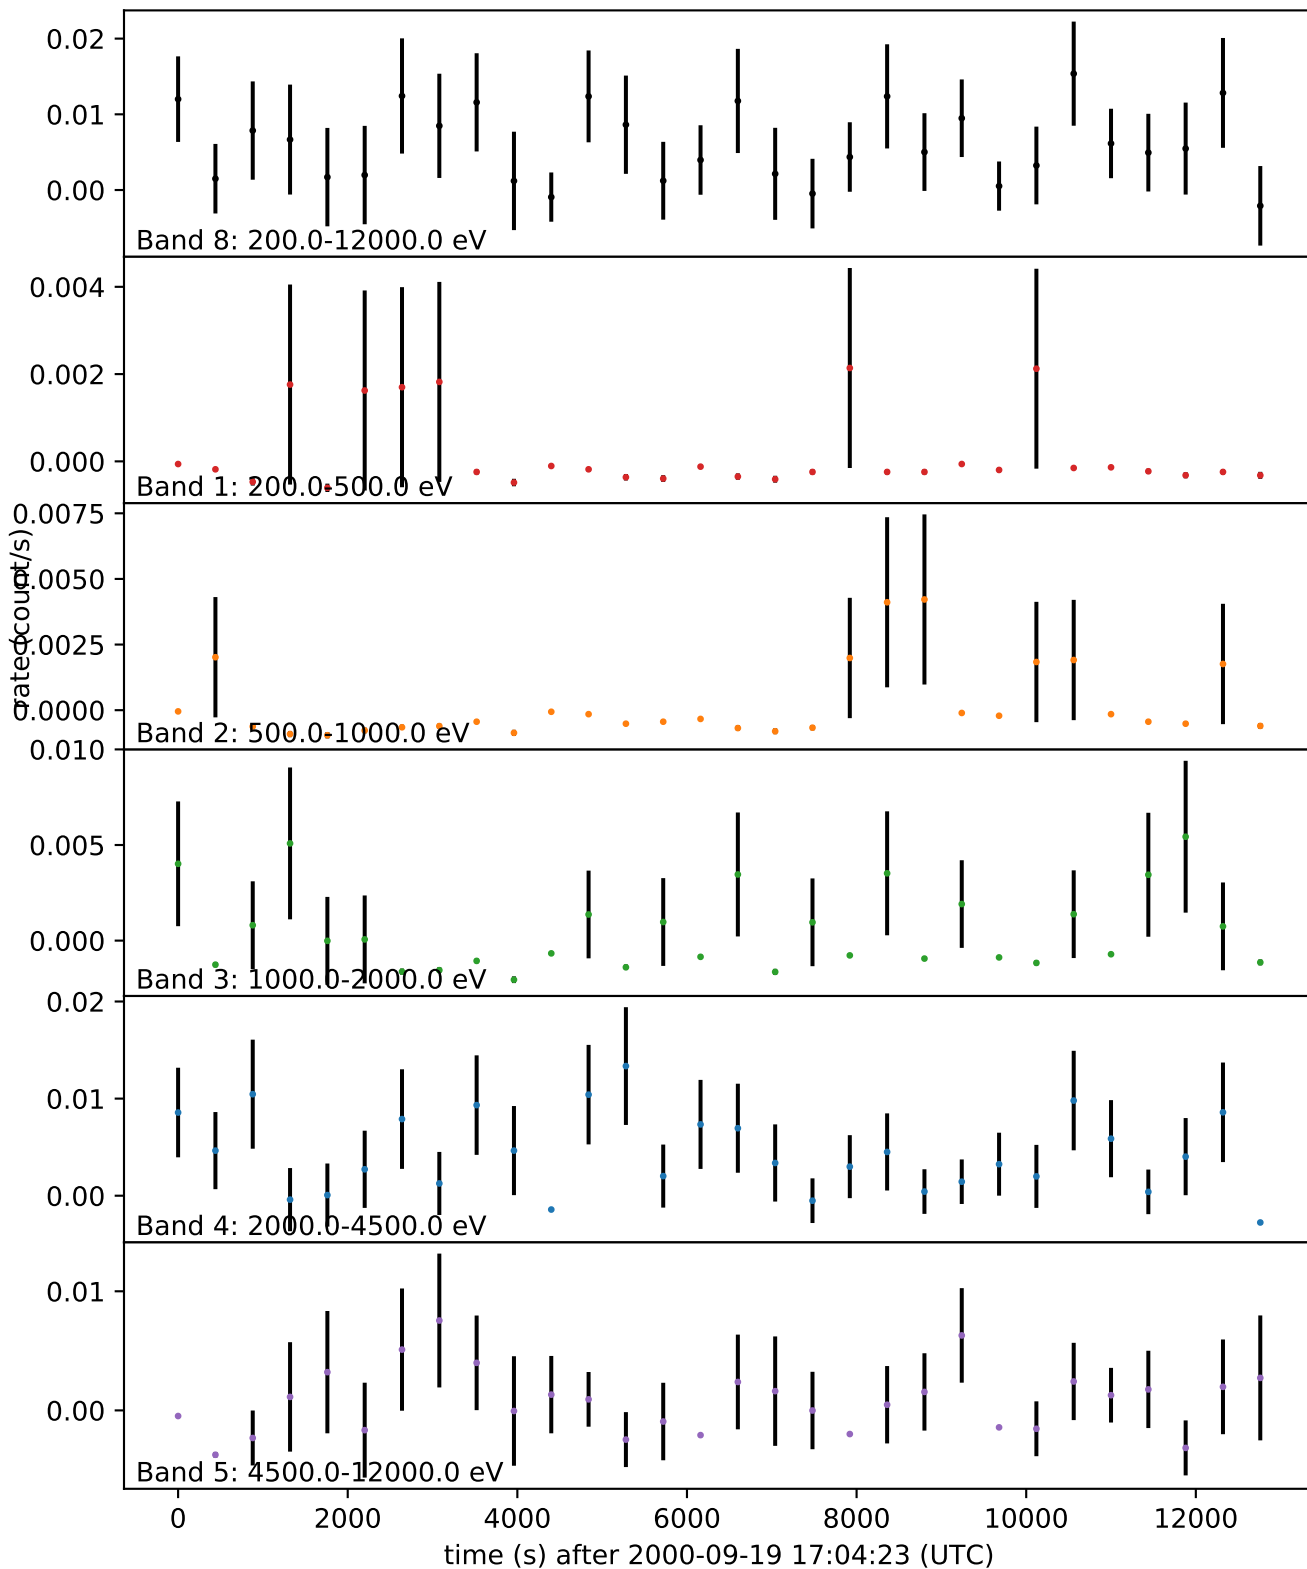 0.02
0.01
0.00
Band 8: 200.0-12000.0 eV
0.004
0.002
0.000
Band 1: 200.0-500.0 eV
rate (count/s)
0.0075
0.0050
0.0025
0.0000
Band 2: 500.0-1000.0 eV
0.010
0.005
0.000
Band 3: 1000.0-2000.0 eV
0.02
0.01
0.00
Band 4: 2000.0-4500.0 eV
0.01
0.00
Band 5: 4500.0-12000.0 eV
0 2000 4000 6000 8000 10000 12000
time (s) after 2000-09-19 17:04:23 (UTC)